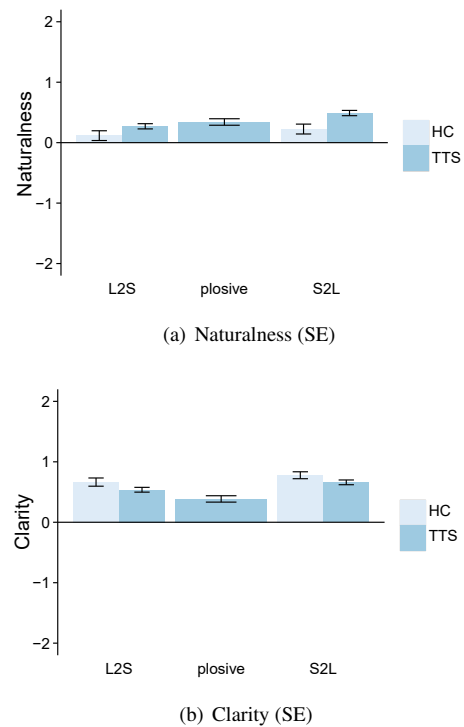 2
1
0
−1
−2
Naturalness
L2S plosive S2L
HC
TTS
(a) Naturalness (SE)
2
1
0
−1
−2
Clarity
L2S plosive S2L
HC
TTS
(b) Clarity (SE)